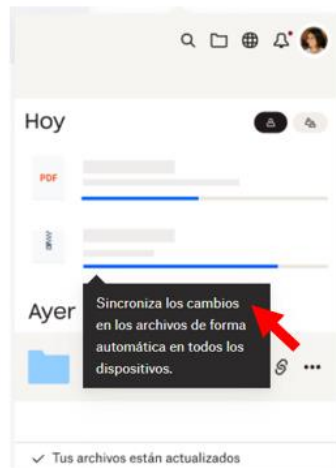 Hoy
PDF
Sincroniza los cambios
en los archivos de forma
automática en todos los
dispositivos.
Ayer
Tus archivos están actualizados